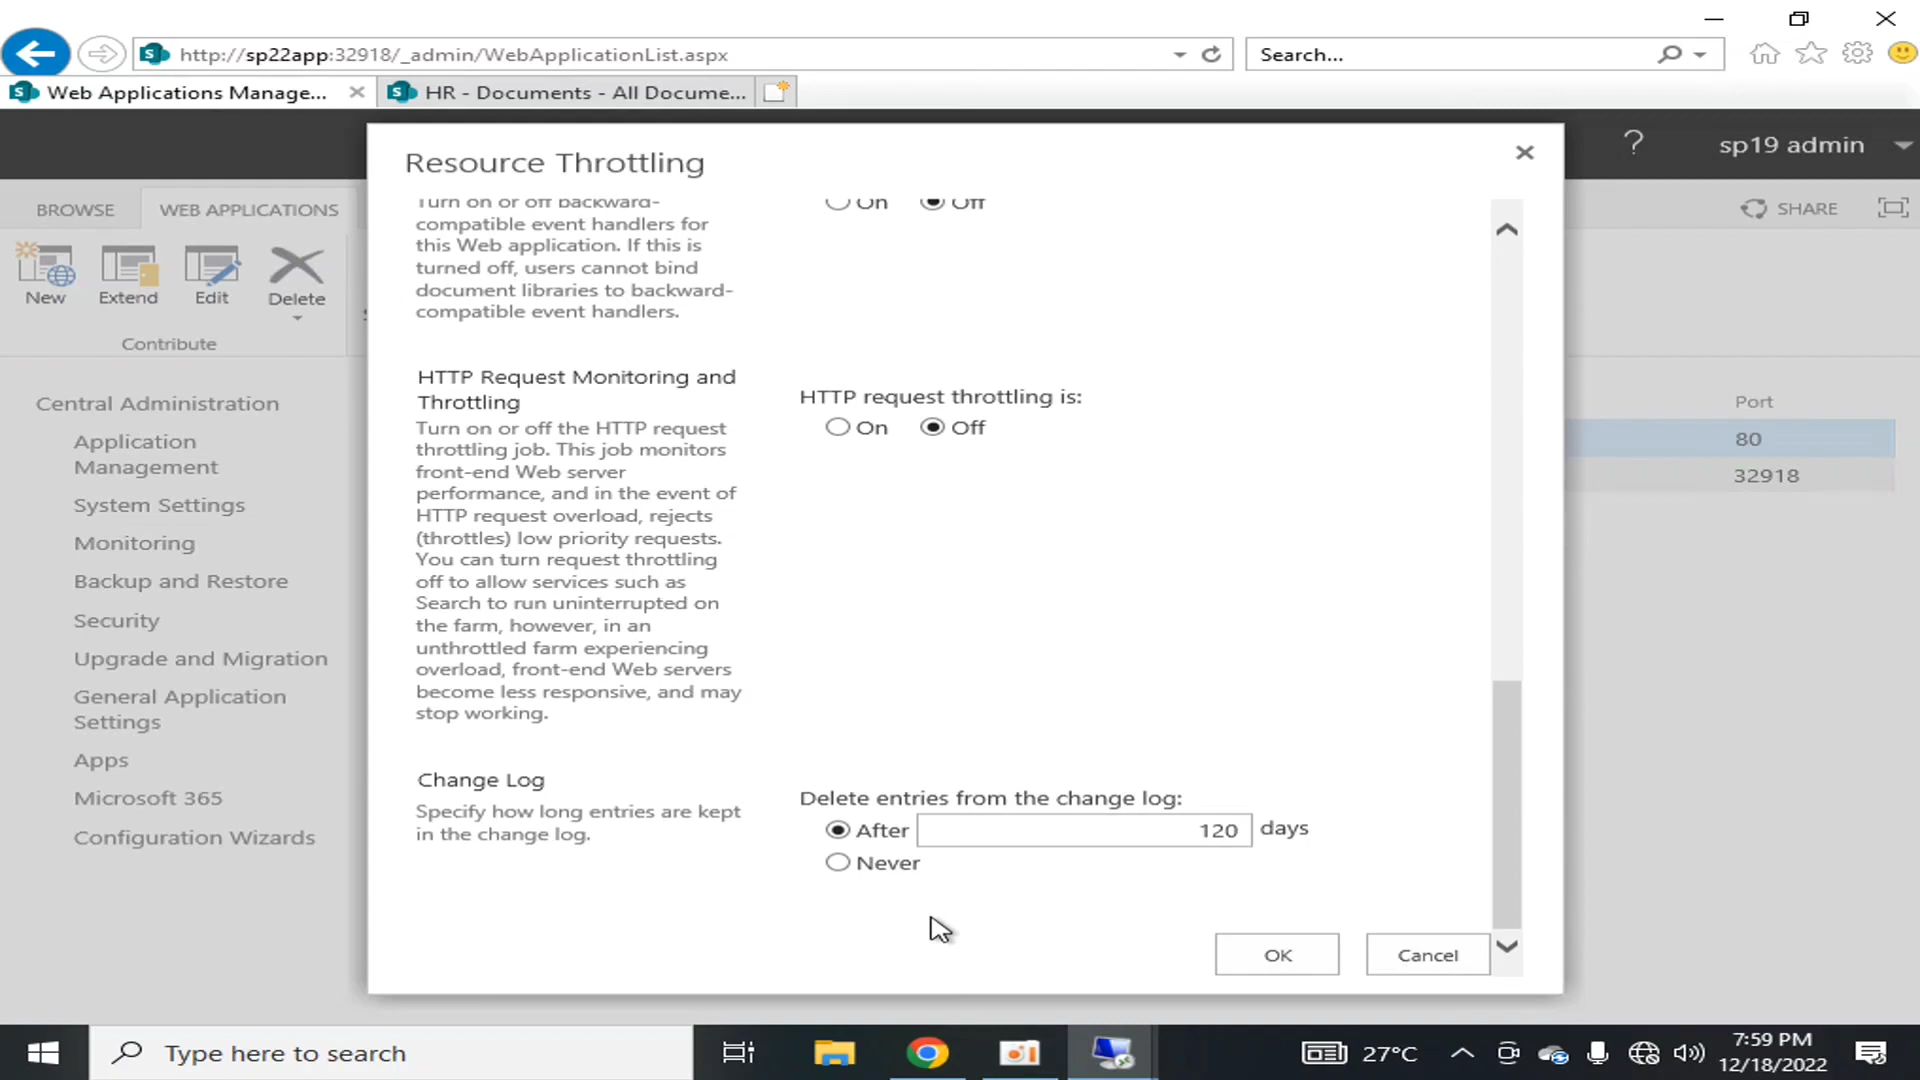 http://sp22app:32918/_admin/WebApplicationList.aspx
Search...
Web Applications Manage...
HR - Documents - All Docume...
Resource Throttling
sp19 admin
BROWSE
WEB APPLICATIONS
SHARE
New
Extend
Edit
Delete
Contribute
Central Administration
Application
Management
System Settings
Monitoring
Backup and Restore
Security
Upgrade and Migration
General Application
Settings
Apps
Microsoft 365
Configuration Wizards
Turn on or off backward-
compatible event handlers for
this Web application. If this is
turned off, users cannot bind
document libraries to backward-
compatible event handlers.
On Off
HTTP Request Monitoring and
Throttling
Turn on or off the HTTP request
throttling job. This job monitors
front-end Web server
performance, and in the event of
HTTP request overload, rejects
(throttles) low priority requests.
You can turn request throttling
off to allow services such as
Search to run uninterrupted on
the farm, however, in an
unthrottled farm experiencing
overload, front-end Web servers
become less responsive, and may
stop working.
HTTP request throttling is:
On Off
Change Log
Specify how long entries are kept
in the change log.
Delete entries from the change log:
After 120 days
Never
OK Cancel
Port
80
32918
Type here to search
27°C
7:59 PM
12/18/2022